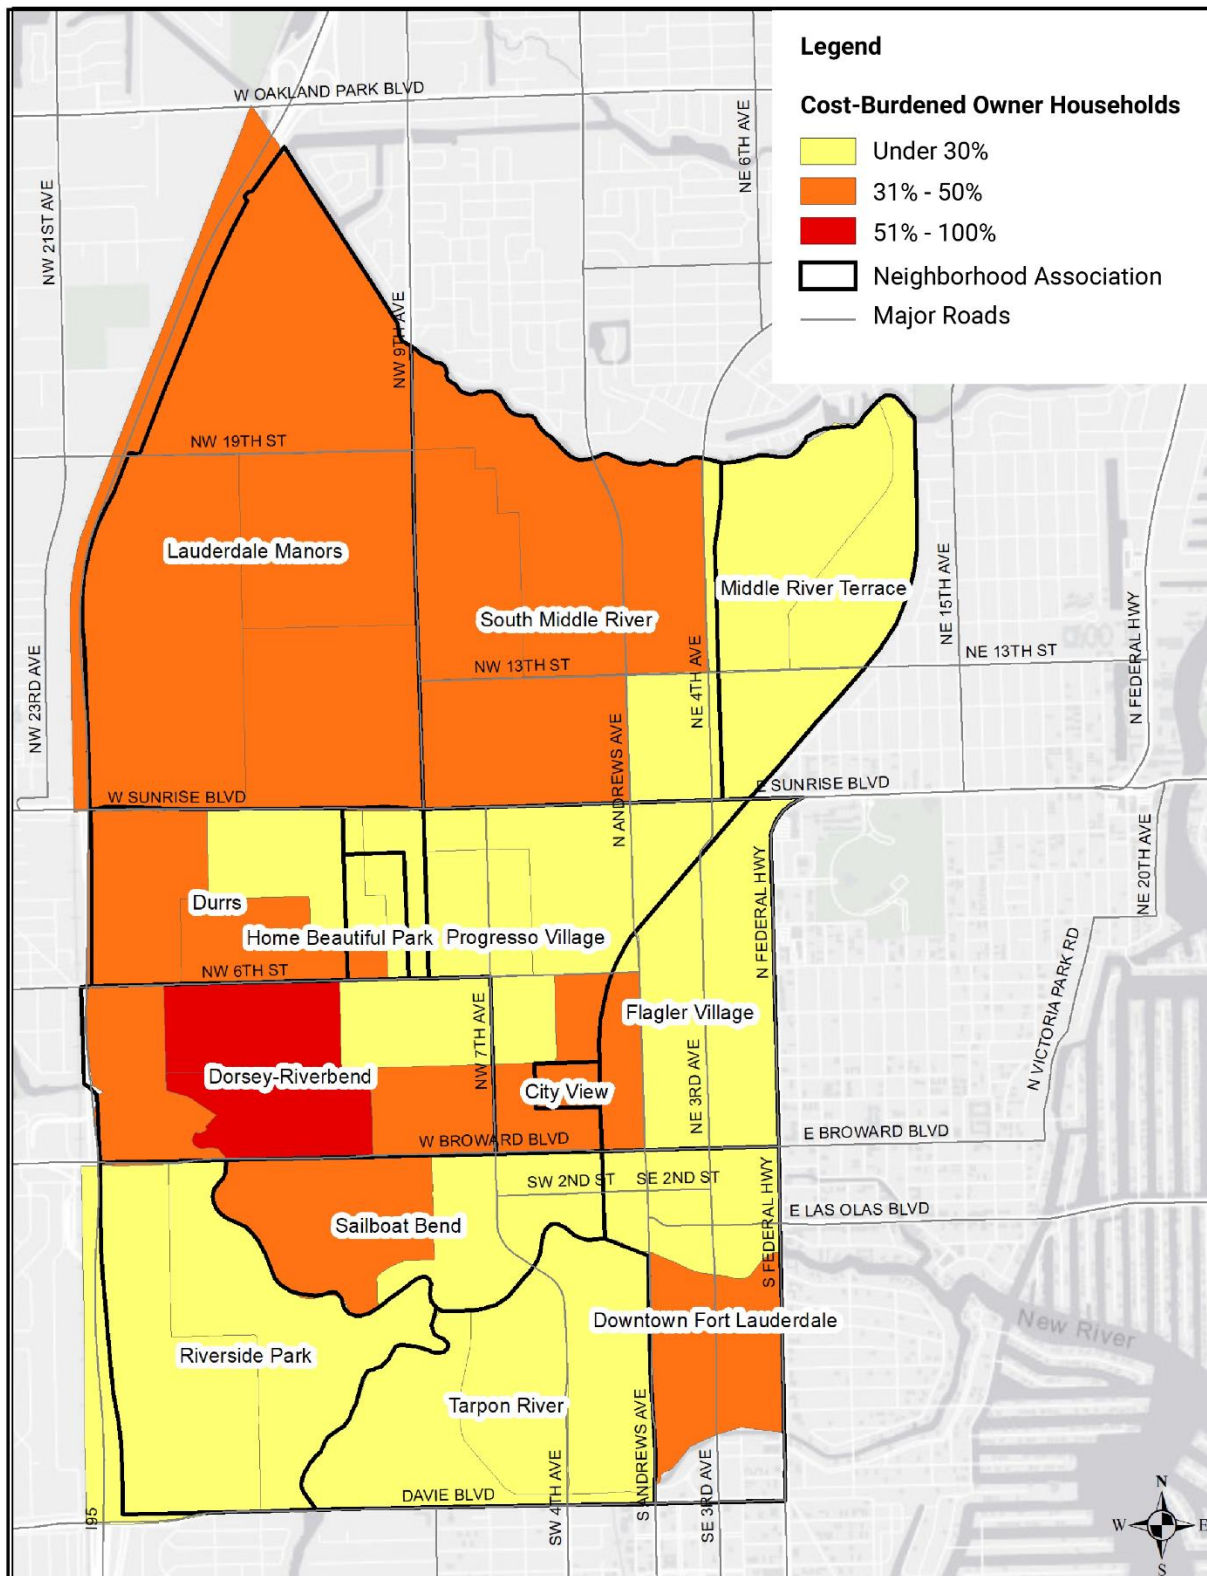 Legend
Cost-Burdened Owner Households
Under 30%
31% - 50%
51% - 100%
Neighborhood Association
Major Roads
W OAKLAND PARK BLVD
NE 6TH AVE
NW 21ST AVE
NW 9TH AVE
NW 19TH ST
Lauderdale Manors
South Middle River
Middle River Terrace
NE 15TH AVE
NE 13TH ST
NW 13TH ST
NE 4TH AVE
N FEDERAL HWY
NW 23RD AVE
N ANDREWS AVE
W SUNRISE BLVD
E SUNRISE BLVD
NE 20TH AVE
Durrs
Home Beautiful Park
Progresso Village
N FEDERAL HWY
NW 6TH ST
N VICTORIA PARK RD
Flagler Village
NW 7TH AVE
NE 3RD AVE
Dorsey-Riverbend
City View
W BROWARD BLVD
E BROWARD BLVD
SW 2ND ST
SE 2ND ST
E LAS OLAS BLVD
S FEDERAL HWY
Sailboat Bend
Downtown Fort Lauderdale
New River
Riverside Park
Tarpon River
S ANDREWS AVE
DAVIE BLVD
SW 4TH AVE
SE 3RD AVE
I95
N
W
E
S